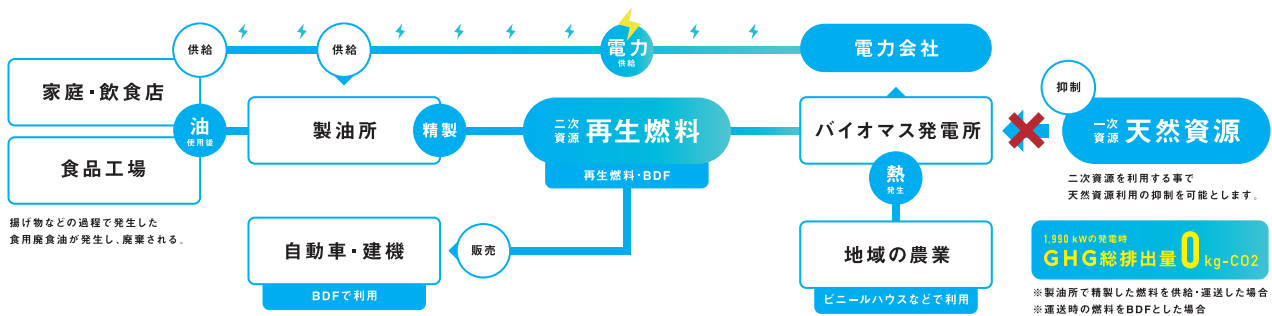 供給
供給
電力
供給
電力会社
家庭・飲食店
油
使用後
食品工場
揚げ物などの過程で発生した
食用廃食油が発生し、廃棄される。
製油所
精製
二次
資源
再生燃料
再生燃料・BDF
バイオマス発電所
熱
発生
抑制
一次
資源
天然資源
二次資源を利用する事で
天然資源利用の抑制を可能とします。
自動車・建機
BDFで利用
販売
地域の農業
ビニールハウスなどで利用
1,990 kWの発電時
GHG総排出量0kg-CO2
※製油所で精製した燃料を供給・運送した場合
※運送時の燃料をBDFとした場合